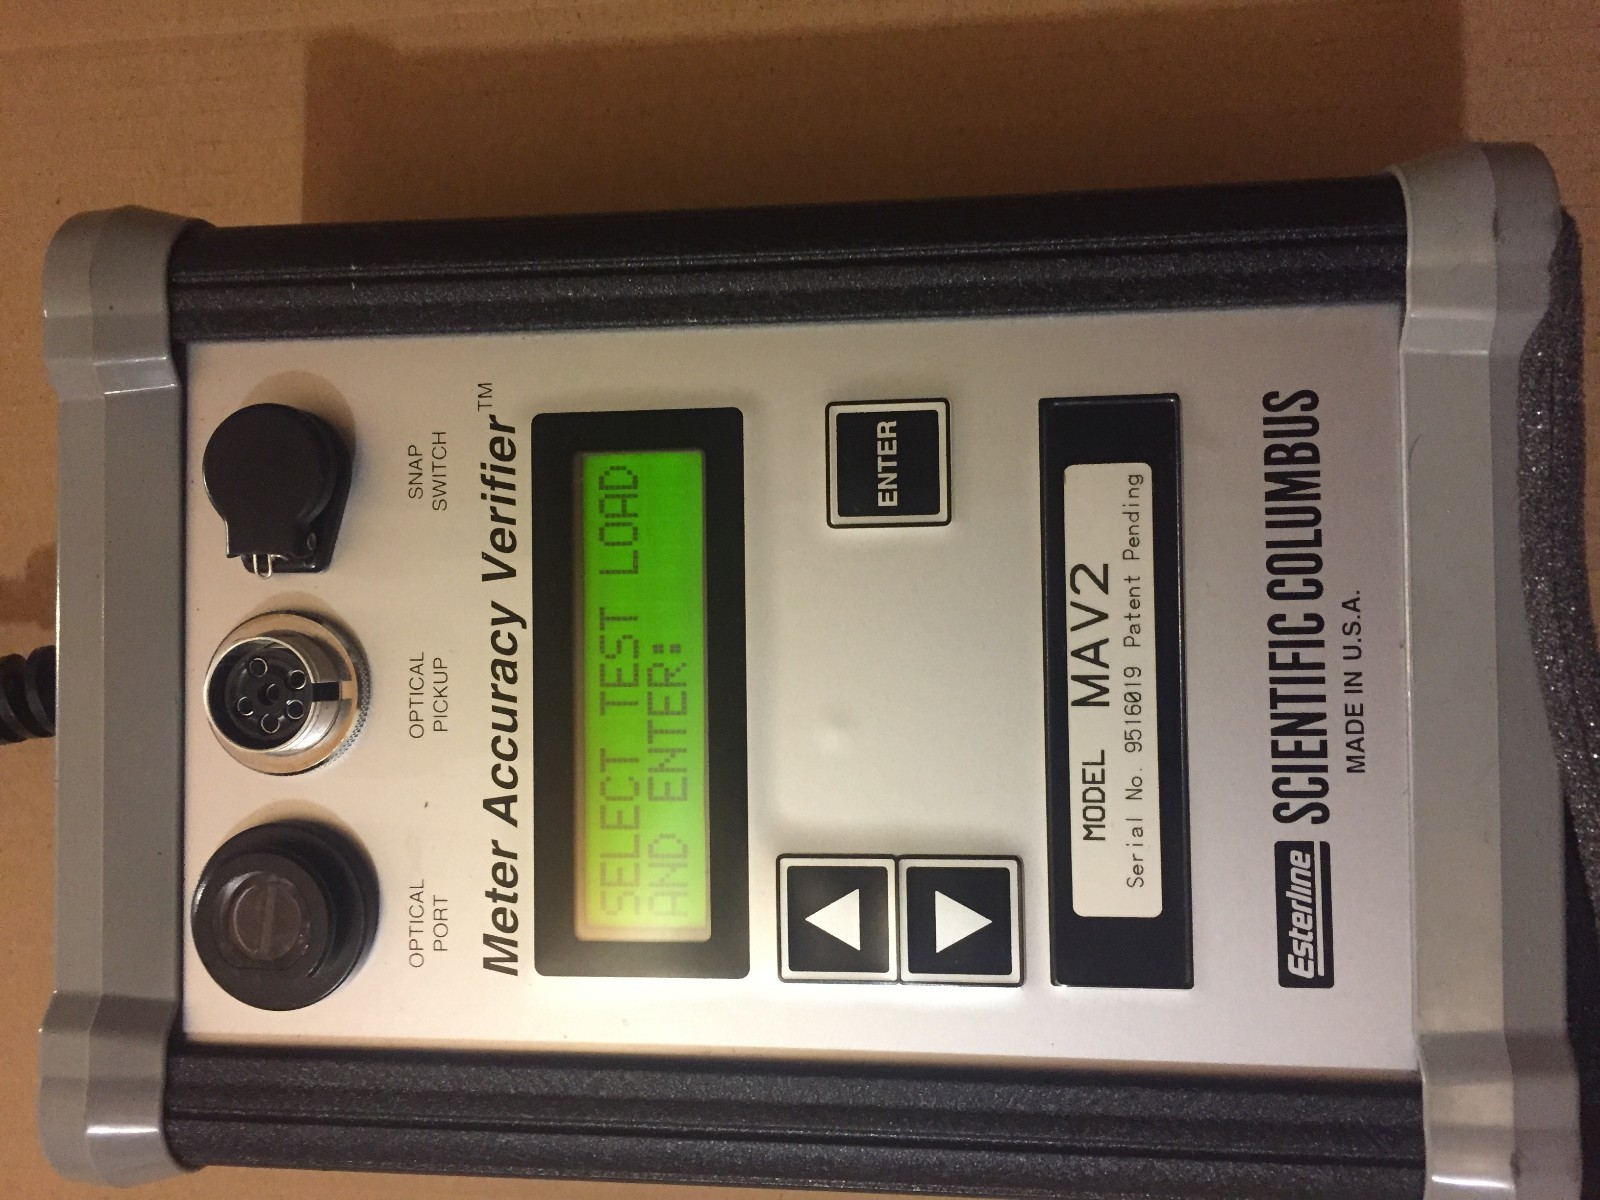 OPTICAL
PORT
OPTICAL
PICKUP
SNAP
SWITCH
Meter Accuracy Verifier™
SELECT TEST LOAD
AND ENTER:
ENTER
MODEL MAV2
Serial No. 9516019 Patent Pending
Esterline SCIENTIFIC COLUMBUS
MADE IN U.S.A.